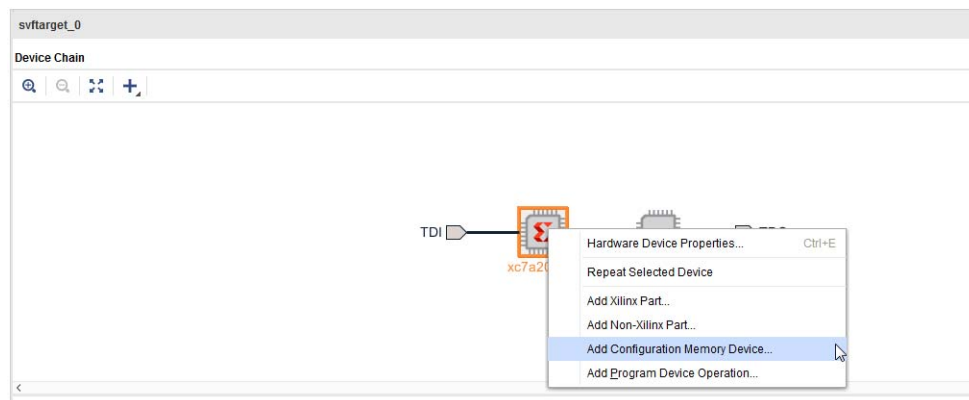 svftarget_0
Device Chain
TDI
Hardware Device Properties... Ctrl+E
Repeat Selected Device
Add Xilinx Part...
Add Non-Xilinx Part...
Add Configuration Memory Device...
Add Program Device Operation...